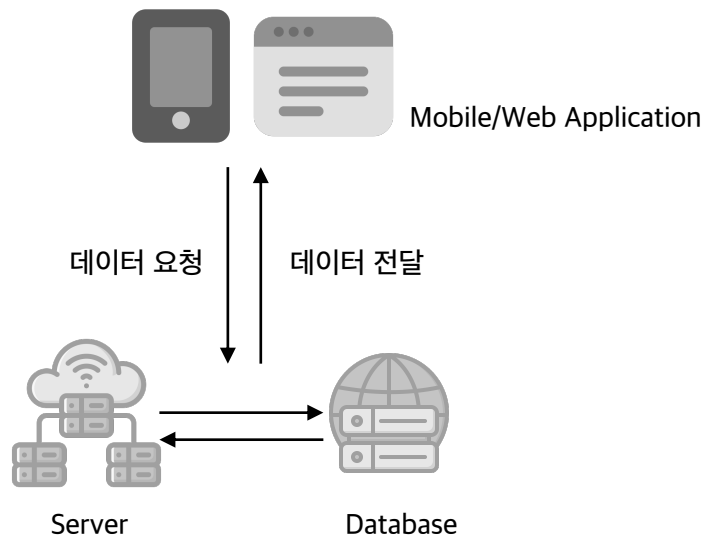 Mobile/Web Application
데이터 요청
데이터 전달
Server
Database